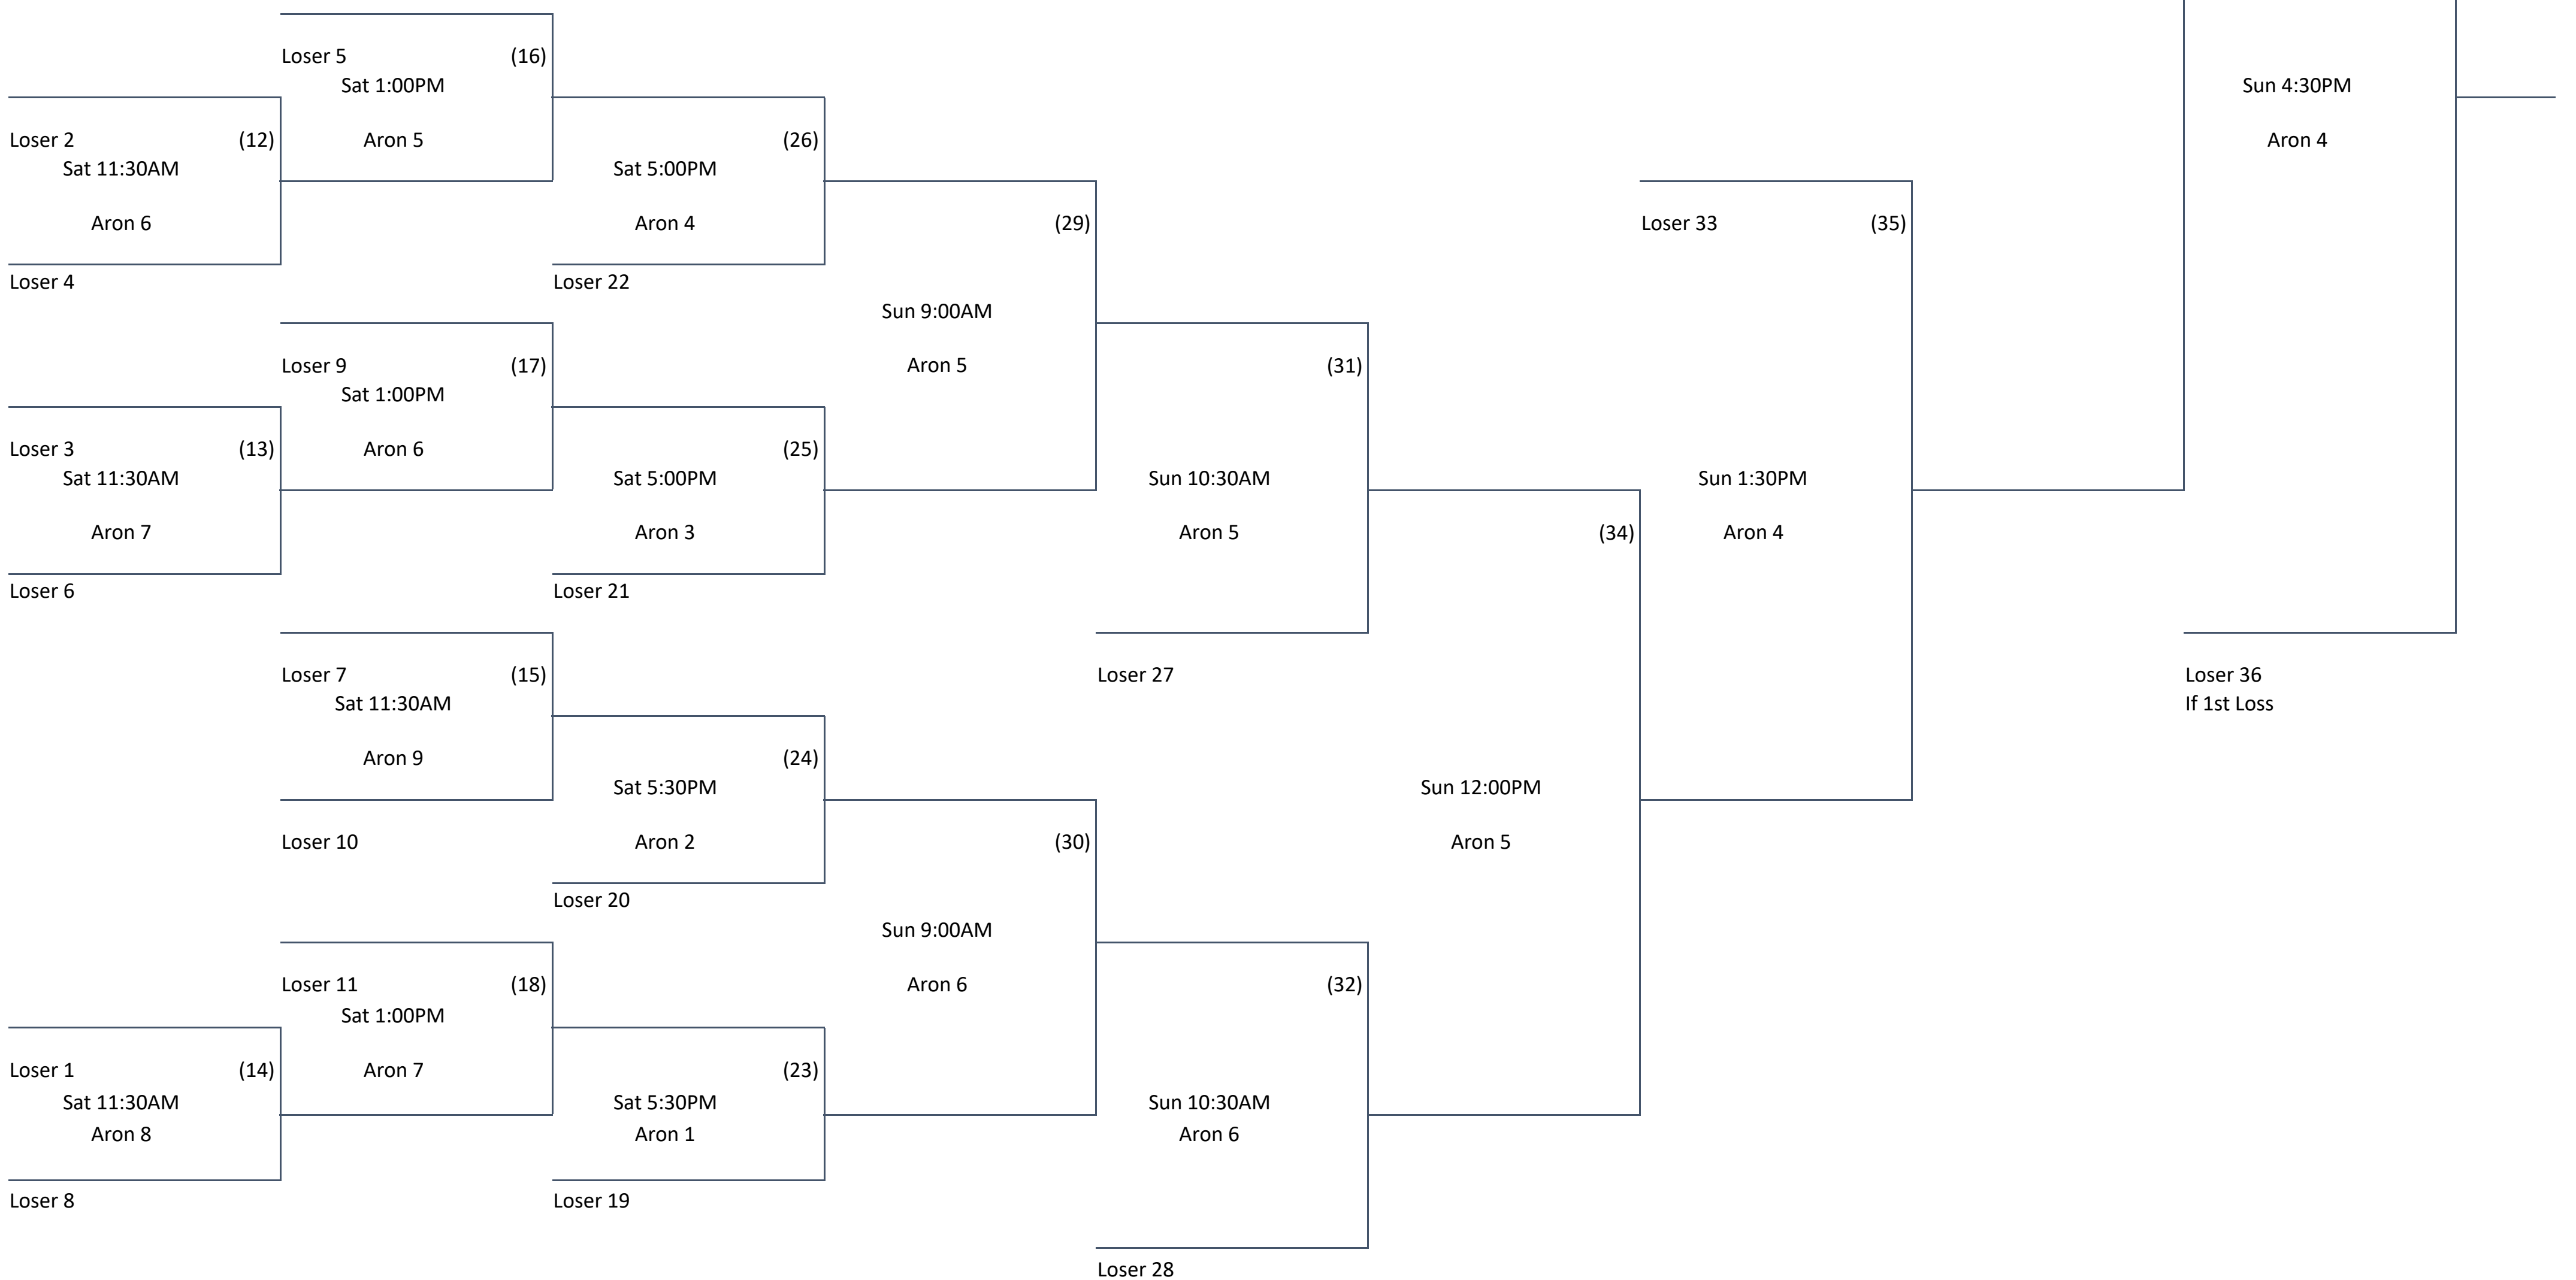 Loser 5 (16)
Sat 1:00PM
Sun 4:30PM
Loser 2 (12)
Aron 5
(26)
Aron 4
Sat 11:30AM
Sat 5:00PM
Aron 6
Aron 4
(29)
Loser 33 (35)
Loser 4
Loser 22
Sun 9:00AM
Loser 9 (17)
Aron 5
(31)
Sat 1:00PM
Loser 3 (13)
Aron 6
(25)
Sat 11:30AM
Sat 5:00PM
Sun 10:30AM
Sun 1:30PM
Aron 7
Aron 3
Aron 5
(34)
Aron 4
Loser 6
Loser 21
Loser 7 (15)
Loser 27
Loser 36
Sat 11:30AM
If 1st Loss
Aron 9
(24)
Sat 5:30PM
Sun 12:00PM
Loser 10
Aron 2
(30)
Aron 5
Loser 20
Sun 9:00AM
Loser 11 (18)
Aron 6
(32)
Sat 1:00PM
Loser 1 (14)
Aron 7
(23)
Sat 11:30AM
Sat 5:30PM
Sun 10:30AM
Aron 8
Aron 1
Aron 6
Loser 8
Loser 19
Loser 28